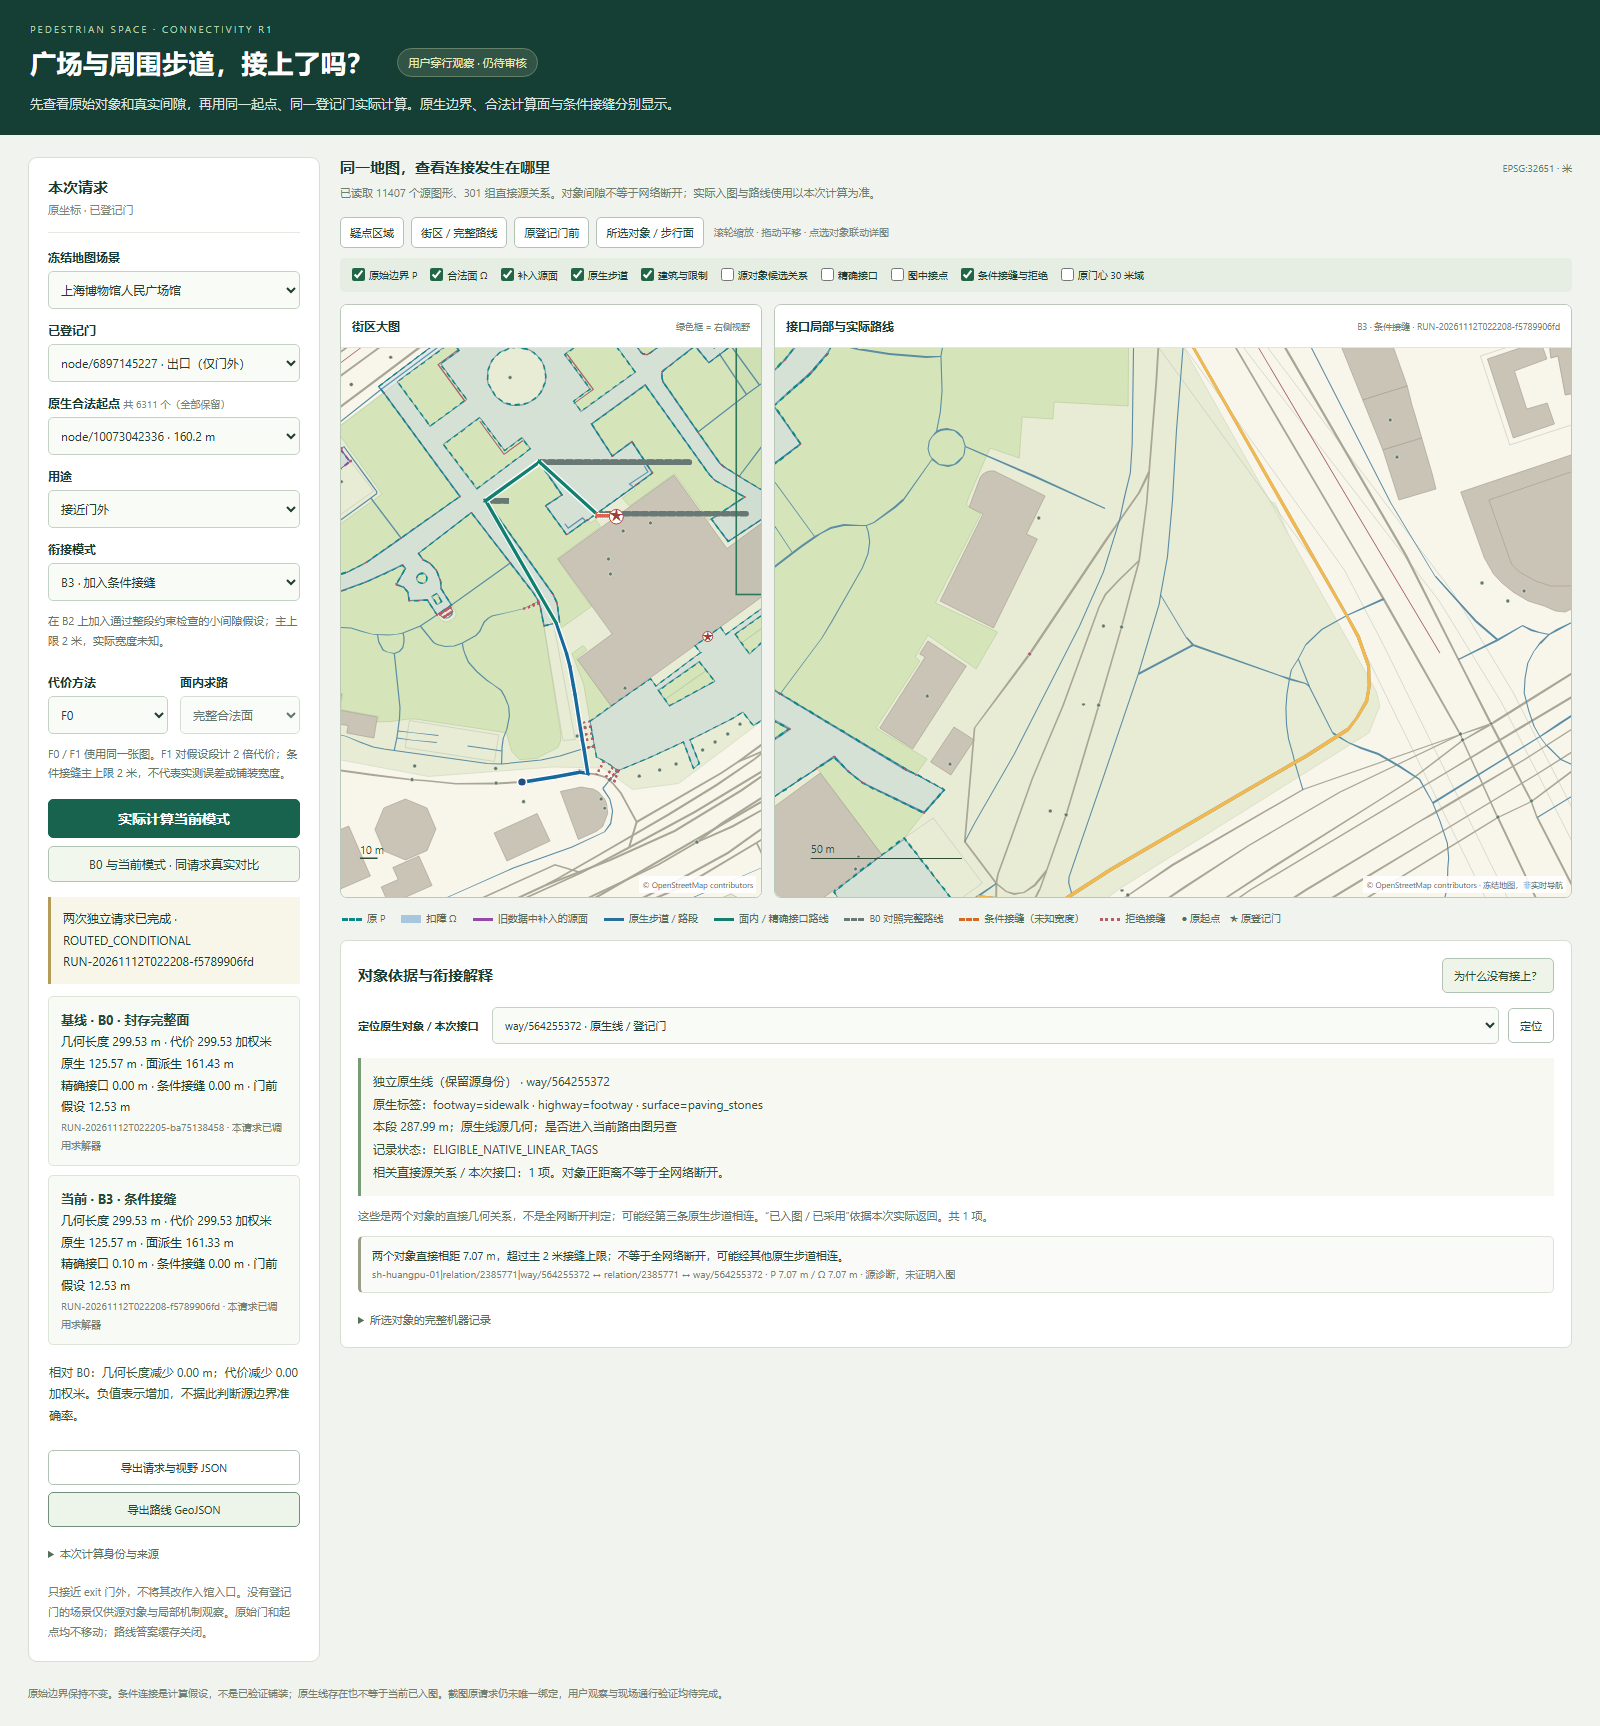 PEDESTRIAN SPACE · CONNECTIVITY R1
广场与周围步道，接上了吗？
用户穿行观察 · 仍待审核
先查看原始对象和真实间隙，再用同一起点、同一登记门实际计算。原生边界、合法计算面与条件接缝分别显示。
本次请求
原坐标 · 已登记门
冻结地图场景
上海博物馆人民广场馆
已登记门
node/6897145227 · 出口（仅门外）
原生合法起点 共 6311 个（全部保留）
node/10073042336 · 160.2 m
用途
接近门外
衔接模式
B3 · 加入条件接缝
在 B2 上加入通过整段约束检查的小间隙假设；主上
限 2 米，实际宽度未知。
代价方法
面内求路
F0
完整合法面
F0 / F1 使用同一张图。F1 对假设段计 2 倍代价；条
件接缝主上限 2 米，不代表实测误差或铺装宽度。
实际计算当前模式
B0 与当前模式 · 同请求真实对比
两次独立请求已完成 ·
ROUTED_CONDITIONAL
RUN-20261112T022208-f5789906fd
基线 · B0 · 封存完整面
几何长度 299.53 m · 代价 299.53 加权米
原生 125.57 m · 面派生 161.43 m
精确接口 0.00 m · 条件接缝 0.00 m · 门前
假设 12.53 m
RUN-20261112T022205-ba75138458 · 本请求已调
用求解器
当前 · B3 · 条件接缝
几何长度 299.53 m · 代价 299.53 加权米
原生 125.57 m · 面派生 161.33 m
精确接口 0.10 m · 条件接缝 0.00 m · 门前
假设 12.53 m
RUN-20261112T022208-f5789906fd · 本请求已调
用求解器
相对 B0：几何长度减少 0.00 m；代价减少 0.00
加权米。负值表示增加，不据此判断源边界准
确率。
导出请求与视野 JSON
导出路线 GeoJSON
▶ 本次计算身份与来源
只接近 exit 门外，不将其改作入馆入口。没有登记
门的场景仅供源对象与局部机制观察。原始门和起
点均不移动；路线答案缓存关闭。
同一地图，查看连接发生在哪里
EPSG:32651 · 米
已读取 11407 个源图形、301 组直接源关系。对象间隙不等于网络断开；实际入图与路线使用以本次计算为准。
疑点区域
街区 / 完整路线
原登记门前
所选对象 / 步行面
滚轮缩放 · 拖动平移 · 点选对象联动详图
原始边界 P
合法面 Ω
补入源面
原生步道
建筑与限制
源对象候选关系
精确接口
图中接点
条件接缝与拒绝
原门心 30 米域
街区大图
绿色框 = 右侧视野
10 m
© OpenStreetMap contributors
接口局部与实际路线
B3 · 条件接缝 · RUN-20261112T022208-f5789906fd
50 m
© OpenStreetMap contributors · 冻结地图，非实时导航
原 P
扣障 Ω
旧数据中补入的源面
原生步道 / 路段
面内 / 精确接口路线
B0 对照完整路线
条件接缝（未知宽度）
拒绝接缝
● 原起点
★ 原登记门
对象依据与衔接解释
为什么没有接上？
定位原生对象 / 本次接口
way/564255372 · 原生线 / 登记门
定位
独立原生线（保留源身份） · way/564255372
原生标签：footway=sidewalk · highway=footway · surface=paving_stones
本段 287.99 m；原生线源几何；是否进入当前路由图另查
记录状态：ELIGIBLE_NATIVE_LINEAR_TAGS
相关直接源关系 / 本次接口：1 项。对象正距离不等于全网络断开。
这些是两个对象的直接几何关系，不是全网断开判定；可能经第三条原生步道相连。“已入图 / 已采用”依据本次实际返回。共 1 项。
两个对象直接相距 7.07 m，超过主 2 米接缝上限；不等于全网络断开，可能经其他原生步道相连。
sh-huangpu-01|relation/2385771|way/564255372 ↔ relation/2385771 ↔ way/564255372 · P 7.07 m / Ω 7.07 m · 源诊断，未证明入图
▶ 所选对象的完整机器记录
原始边界保持不变。条件连接是计算假设，不是已验证铺装；原生线存在也不等于当前已入图。截图原请求仍未唯一绑定，用户观察与现场通行验证均待完成。